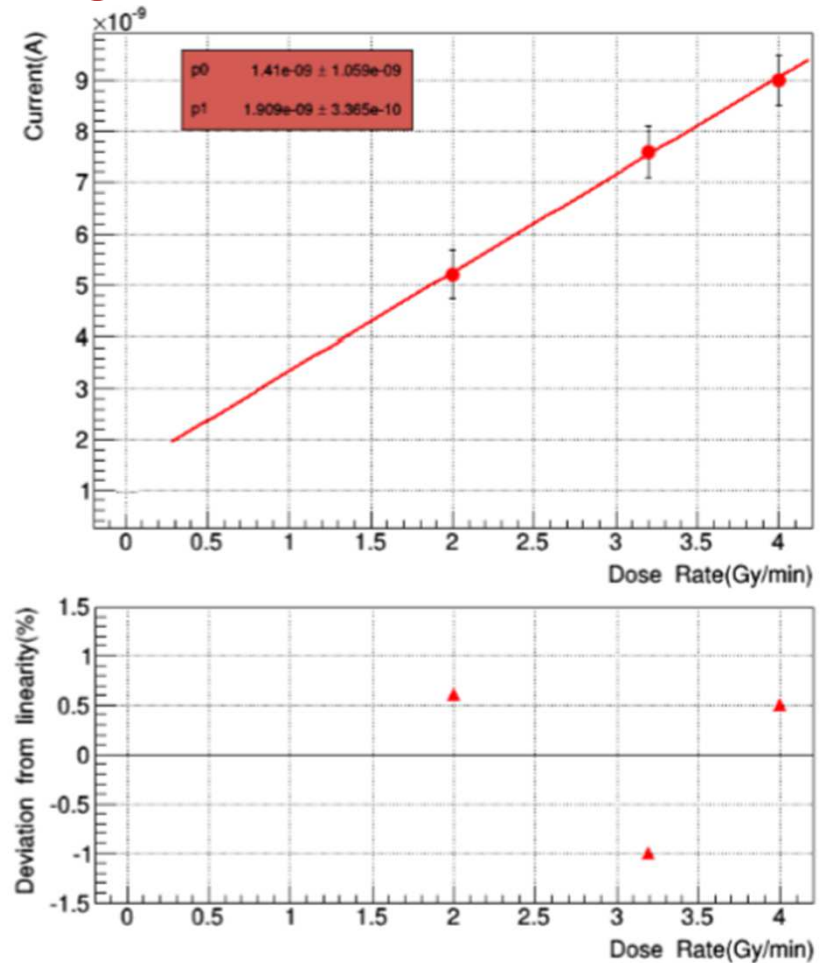 ×10⁻⁹
Current(A)
p0 1.41e-09 ± 1.059e-09
p1 1.909e-09 ± 3.365e-10
9
8
7
6
5
4
3
2
1
0 0.5 1 1.5 2 2.5 3 3.5 4
Dose Rate(Gy/min)
Deviation from linearity(%)
1.5
1
0.5
0
-0.5
-1
-1.5
0 0.5 1 1.5 2 2.5 3 3.5 4
Dose Rate(Gy/min)